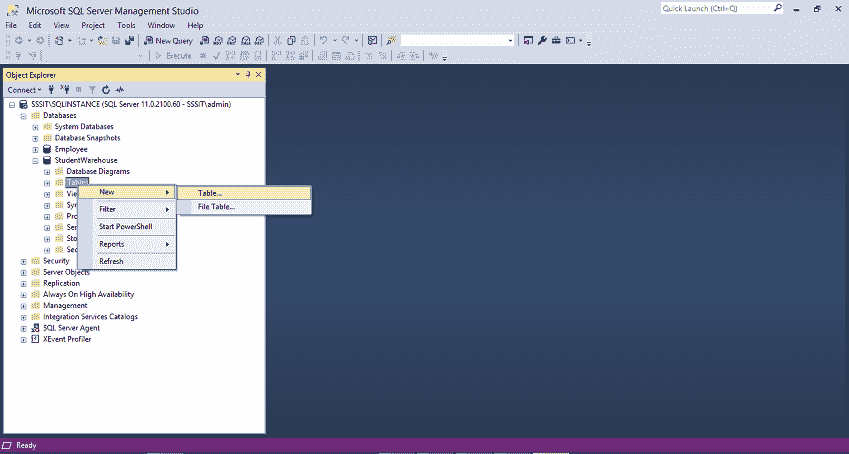 Microsoft SQL Server Management Studio
Quick Launch (Ctrl+Q)
File Edit View Project Tools Window Help
New Query
Execute
Object Explorer
Connect
SSSIT\SQLINSTANCE (SQL Server 11.0.2100.60 - SSSIT\admin)
Databases
System Databases
Database Snapshots
Employee
StudentWarehouse
Database Diagrams
Tables
New
Table...
Vie
File Table...
Filter
Syn
Pro
Start PowerShell
Ser
Sto
Reports
Sec
Refresh
Security
Server Objects
Replication
Always On High Availability
Management
Integration Services Catalogs
SQL Server Agent
XEvent Profiler
Ready